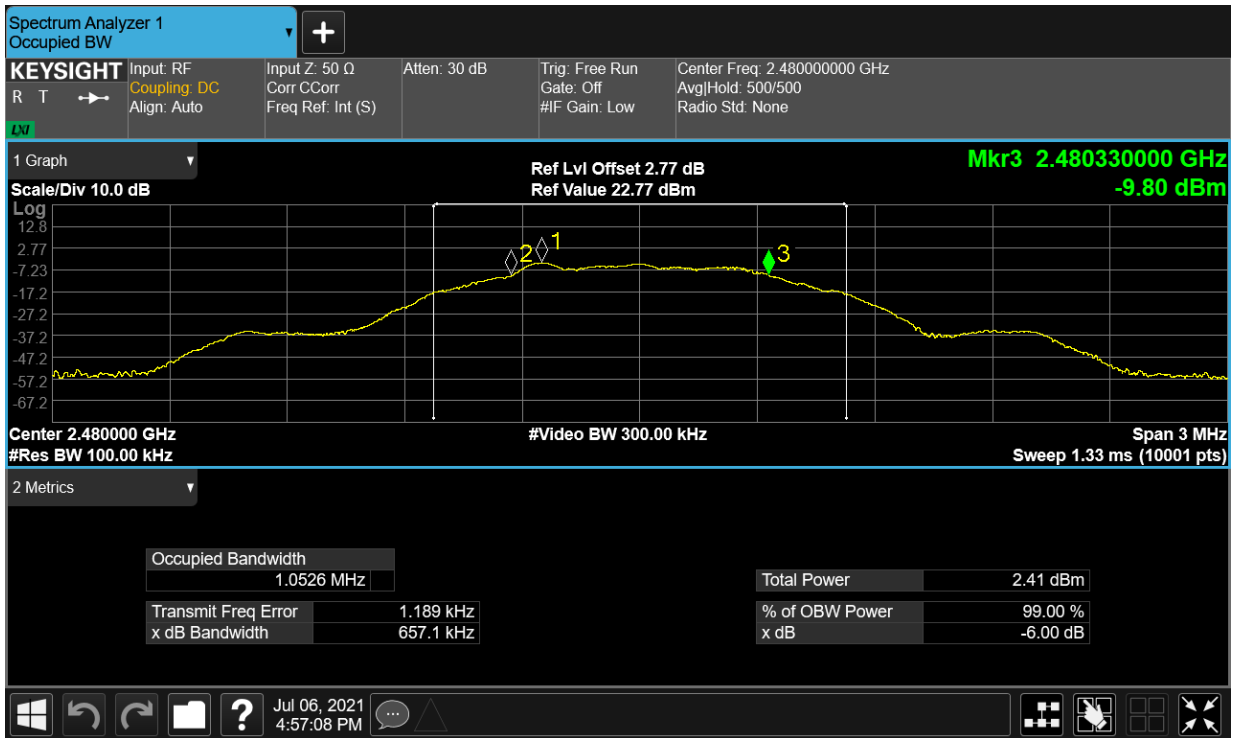 Spectrum Analyzer 1
Occupied BW
+
KEYSIGHT
R T
LXI
Input: RF
Coupling: DC
Align: Auto
Input Z: 50 Ω
Corr CCorr
Freq Ref: Int (S)
Atten: 30 dB
Trig: Free Run
Gate: Off
#IF Gain: Low
Center Freq: 2.480000000 GHz
Avg|Hold: 500/500
Radio Std: None
1 Graph
Scale/Div 10.0 dB
Ref Lvl Offset 2.77 dB
Ref Value 22.77 dBm
Mkr3 2.480330000 GHz
-9.80 dBm
Log
12.8
2.77
-7.23
-17.2
-27.2
-37.2
-47.2
-57.2
-67.2
2
1
3
Center 2.480000 GHz
#Video BW 300.00 kHz
Span 3 MHz
#Res BW 100.00 kHz
Sweep 1.33 ms (10001 pts)
2 Metrics
Occupied Bandwidth
1.0526 MHz
Transmit Freq Error 1.189 kHz
x dB Bandwidth 657.1 kHz
Total Power 2.41 dBm
% of OBW Power 99.00 %
x dB -6.00 dB
?
Jul 06, 2021
4:57:08 PM